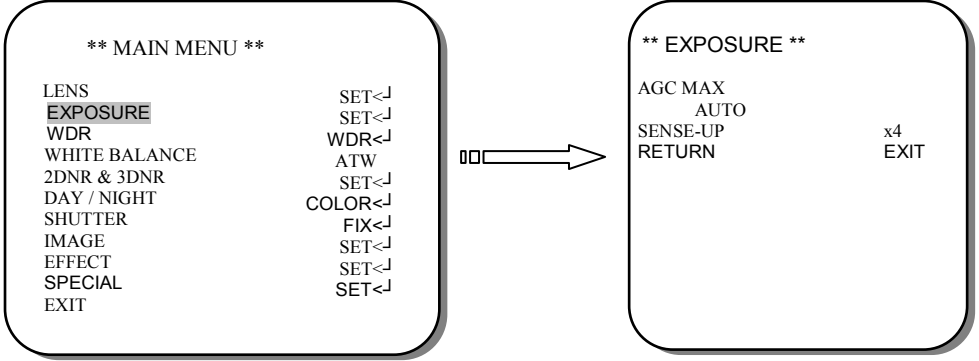 ** MAIN MENU **
LENS SET<┘
EXPOSURE SET<┘
WDR WDR<┘
WHITE BALANCE ATW
2DNR & 3DNR SET<┘
DAY / NIGHT COLOR<┘
SHUTTER FIX<┘
IMAGE SET<┘
EFFECT SET<┘
SPECIAL SET<┘
EXIT
** EXPOSURE **
AGC MAX
AUTO
SENSE-UP x4
RETURN EXIT